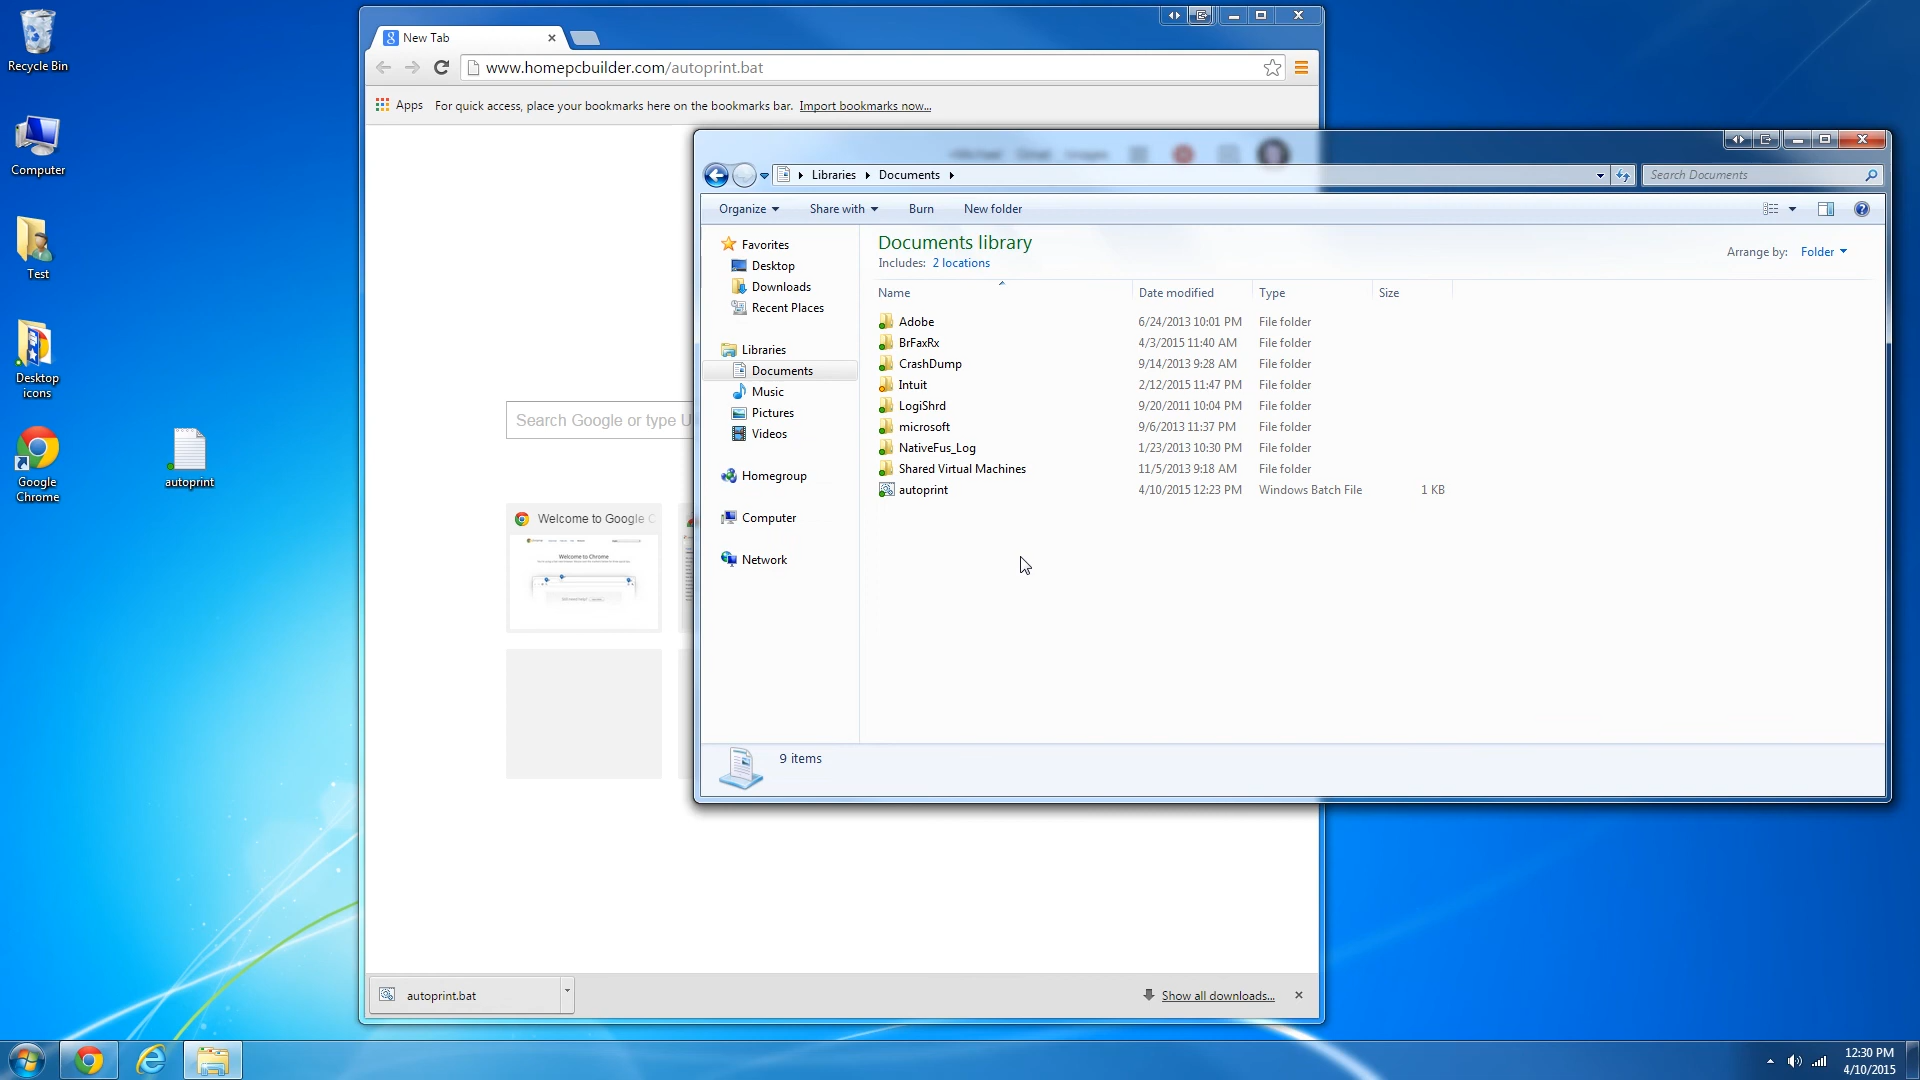 Recycle Bin
Computer
Test
Desktop
icons
Google
Chrome
autoprint
New Tab
www.homepcbuilder.com/autoprint.bat
Apps For quick access, place your bookmarks here on the bookmarks bar. Import bookmarks now...
Search Google or type U
Welcome to Google C
Welcome to Chrome
autoprint.bat
Show all downloads...
Libraries Documents
Search Documents
Organize Share with Burn New folder
Favorites
Desktop
Downloads
Recent Places
Libraries
Documents
Music
Pictures
Videos
Homegroup
Computer
Network
Documents library
Includes: 2 locations
Arrange by: Folder
Name Date modified Type Size
Adobe 6/24/2013 10:01 PM File folder
BrFaxRx 4/3/2015 11:40 AM File folder
CrashDump 9/14/2013 9:28 AM File folder
Intuit 2/12/2015 11:47 PM File folder
LogiShrd 9/20/2011 10:04 PM File folder
microsoft 9/6/2013 11:37 PM File folder
NativeFus_Log 1/23/2013 10:30 PM File folder
Shared Virtual Machines 11/5/2013 9:18 AM File folder
autoprint 4/10/2015 12:23 PM Windows Batch File 1 KB
9 items
12:30 PM
4/10/2015